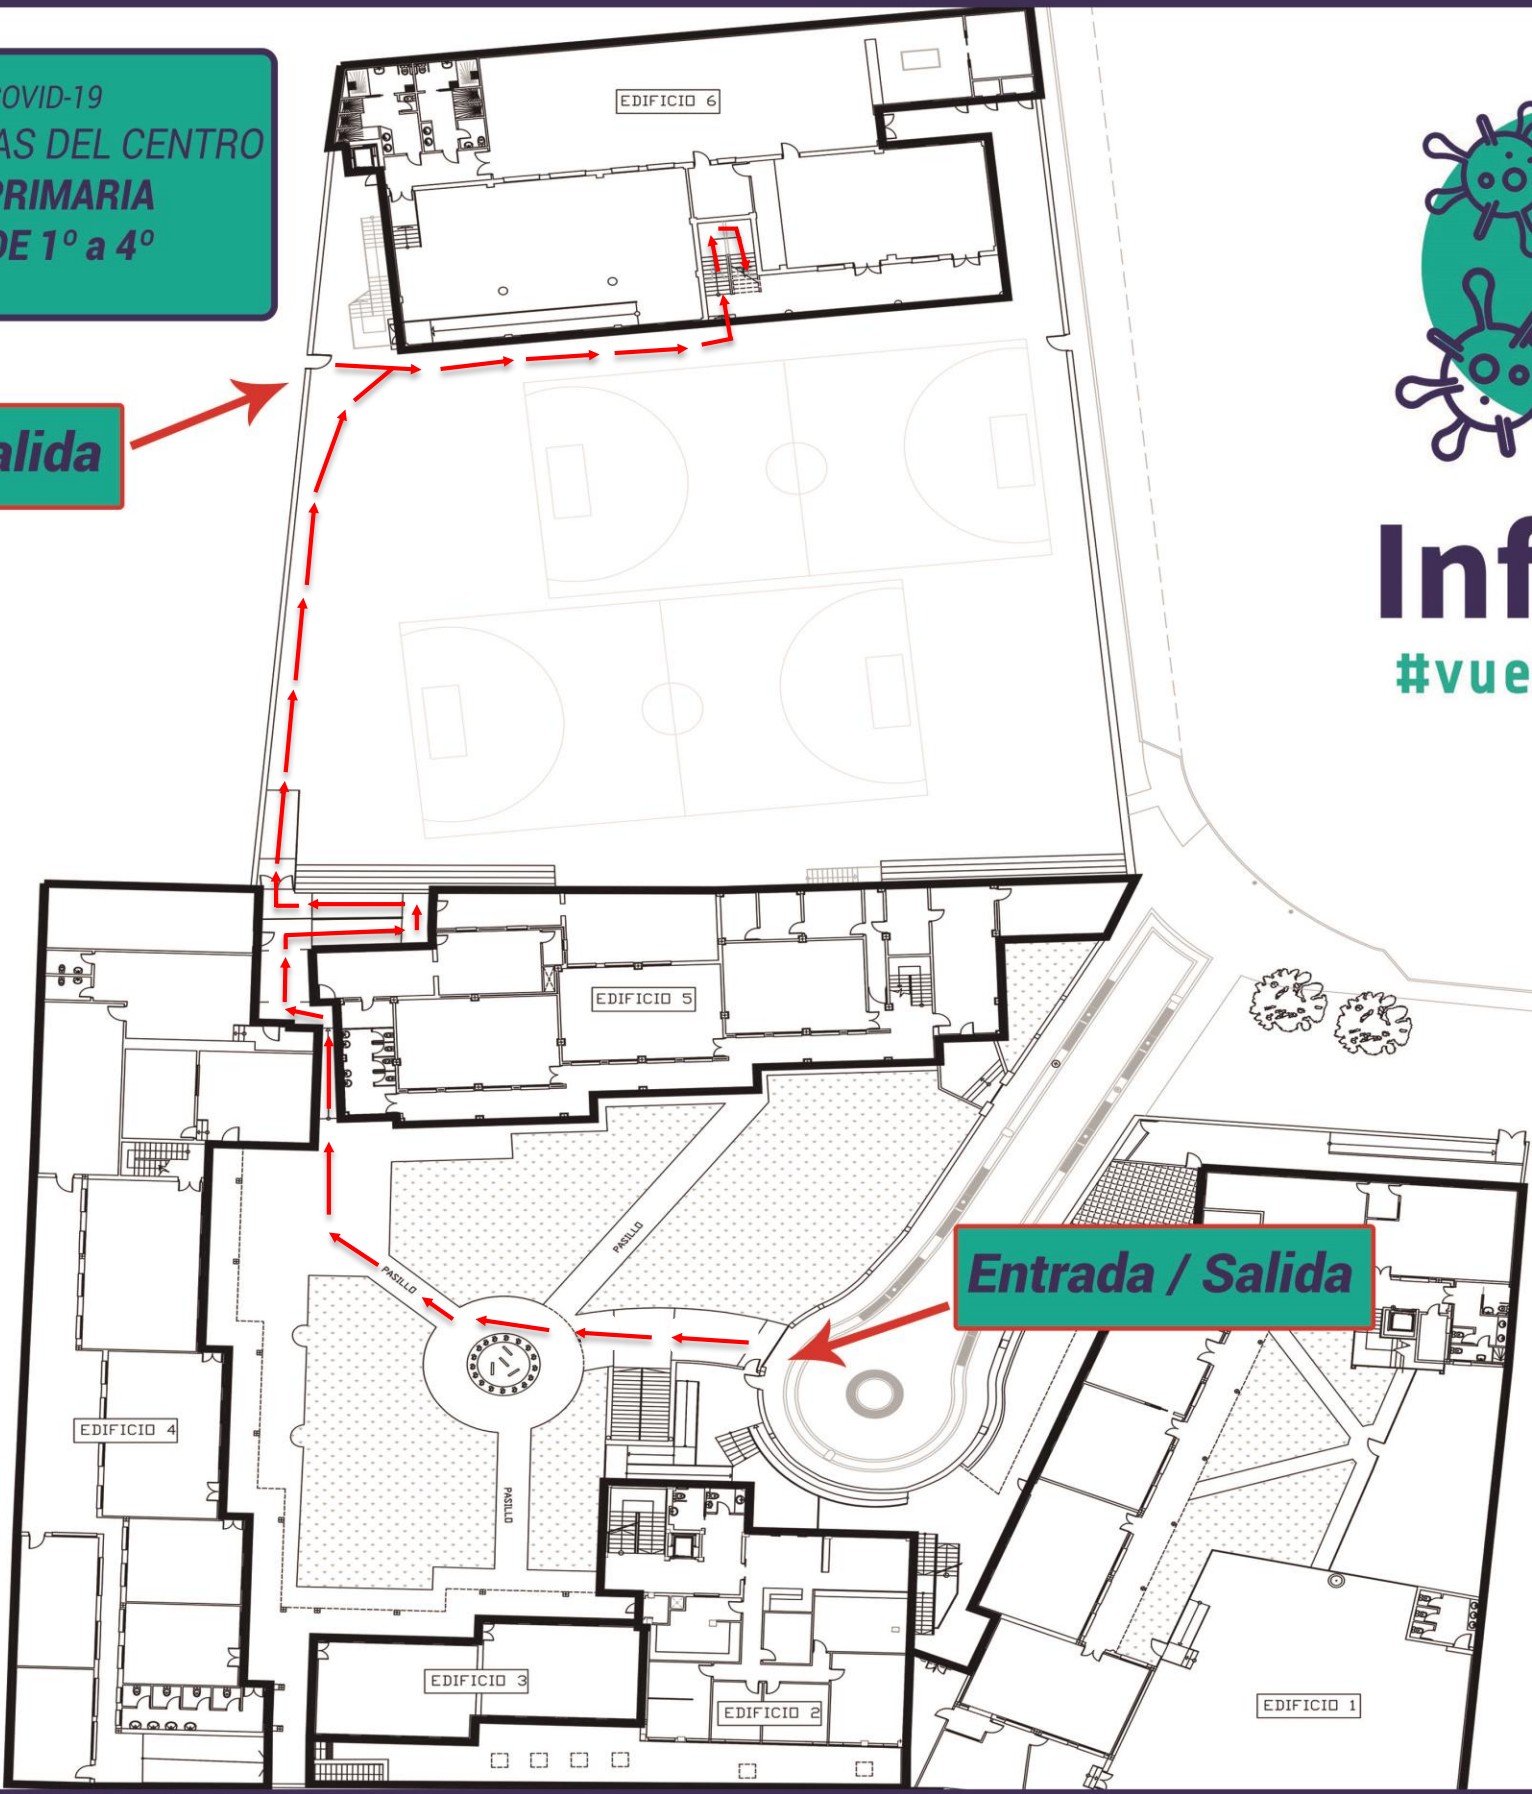 COVID-19
AS DEL CENTRO
PRIMARIA
DE 1º a 4º
alida
EDIFICIO 6
Inf
#vue
EDIFICIO 5
PASILLO
PASILLO
Entrada / Salida
EDIFICIO 4
PASILLO
EDIFICIO 3
EDIFICIO 2
EDIFICIO 1